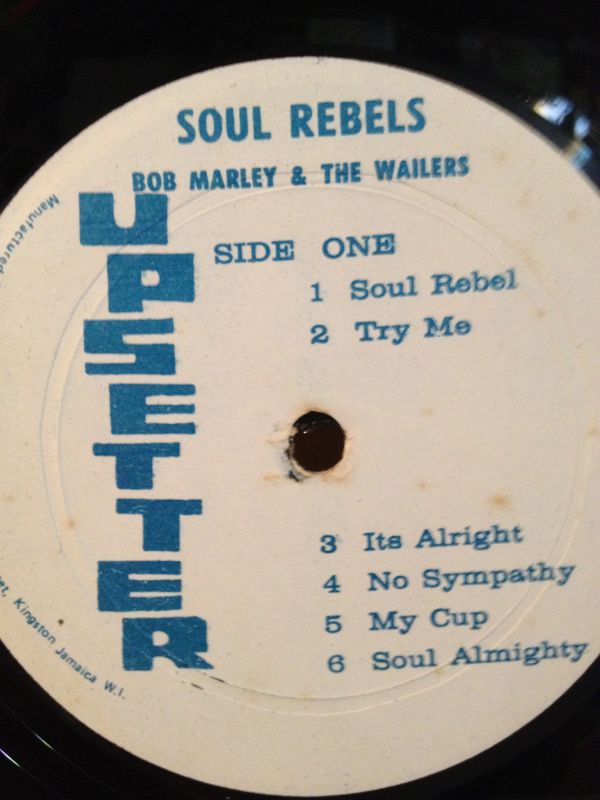 SOUL REBELS
BOB MARLEY & THE WAILERS
UPSETTER
SIDE ONE
1 Soul Rebel
2 Try Me
3 Its Alright
4 No Sympathy
5 My Cup
6 Soul Almighty
Manufactured
Kingston Jamaica W.I.